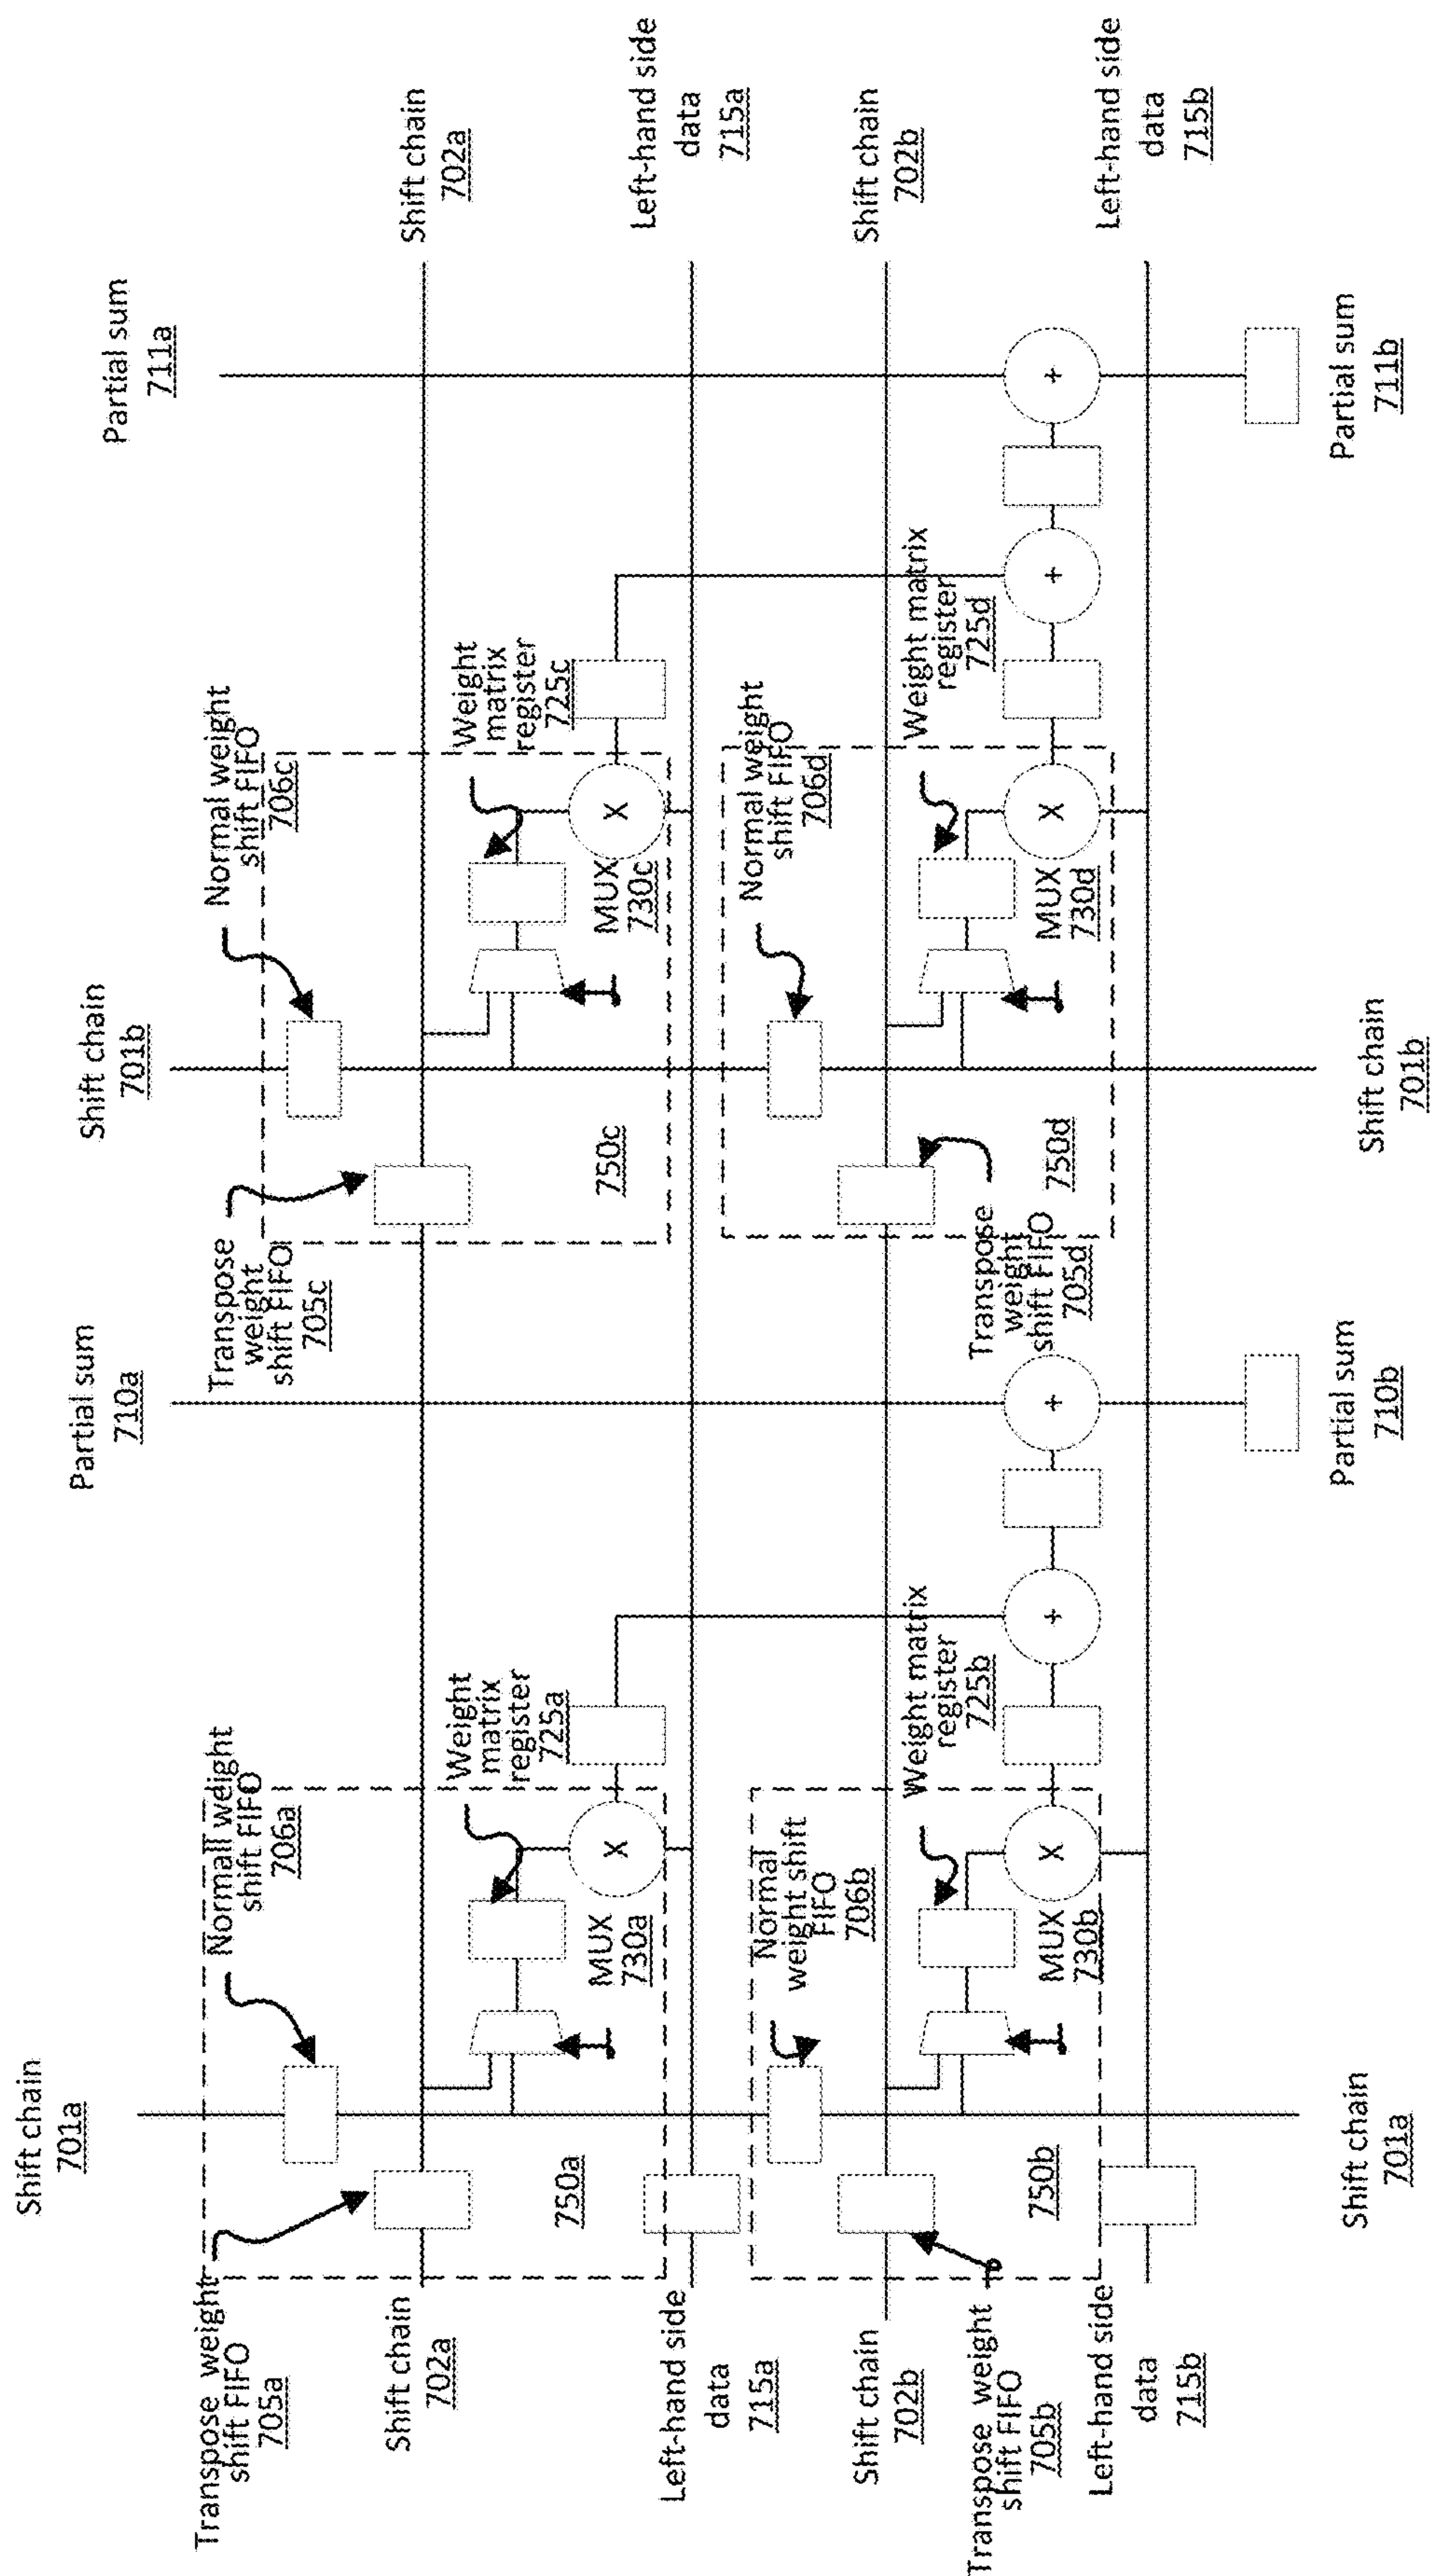 Shift chain
701a
Partial sum
710a
Shift chain
701b
Partial sum
711a
Transpose weight
shift FIFO
705a
Normal weight
shift FIFO
706a
Transpose
weight
shift FIFO
705c
Normal weight
shift FIFO
706c
Shift chain
702a
Shift chain
702a
Weight
matrix
register
725a
Weight
matrix
register
725c
750a
MUX
730a
X
750c
MUX
730c
X
Left-hand side
data
715a
Left-hand side
data
715a
Normal
weight shift
FIFO
706b
Normal weight
shift FIFO
706d
Shift chain
702b
Shift chain
702b
Weight matrix
register
725b
Weight matrix
register
725d
Transpose weight
shift FIFO
705b
750b
MUX
730b
X
+
+
Transpose
weight
shift FIFO
705d
750d
MUX
730d
X
+
+
Left-hand side
data
715b
Left-hand side
data
715b
Shift chain
701a
Partial sum
710b
Shift chain
701b
Partial sum
711b